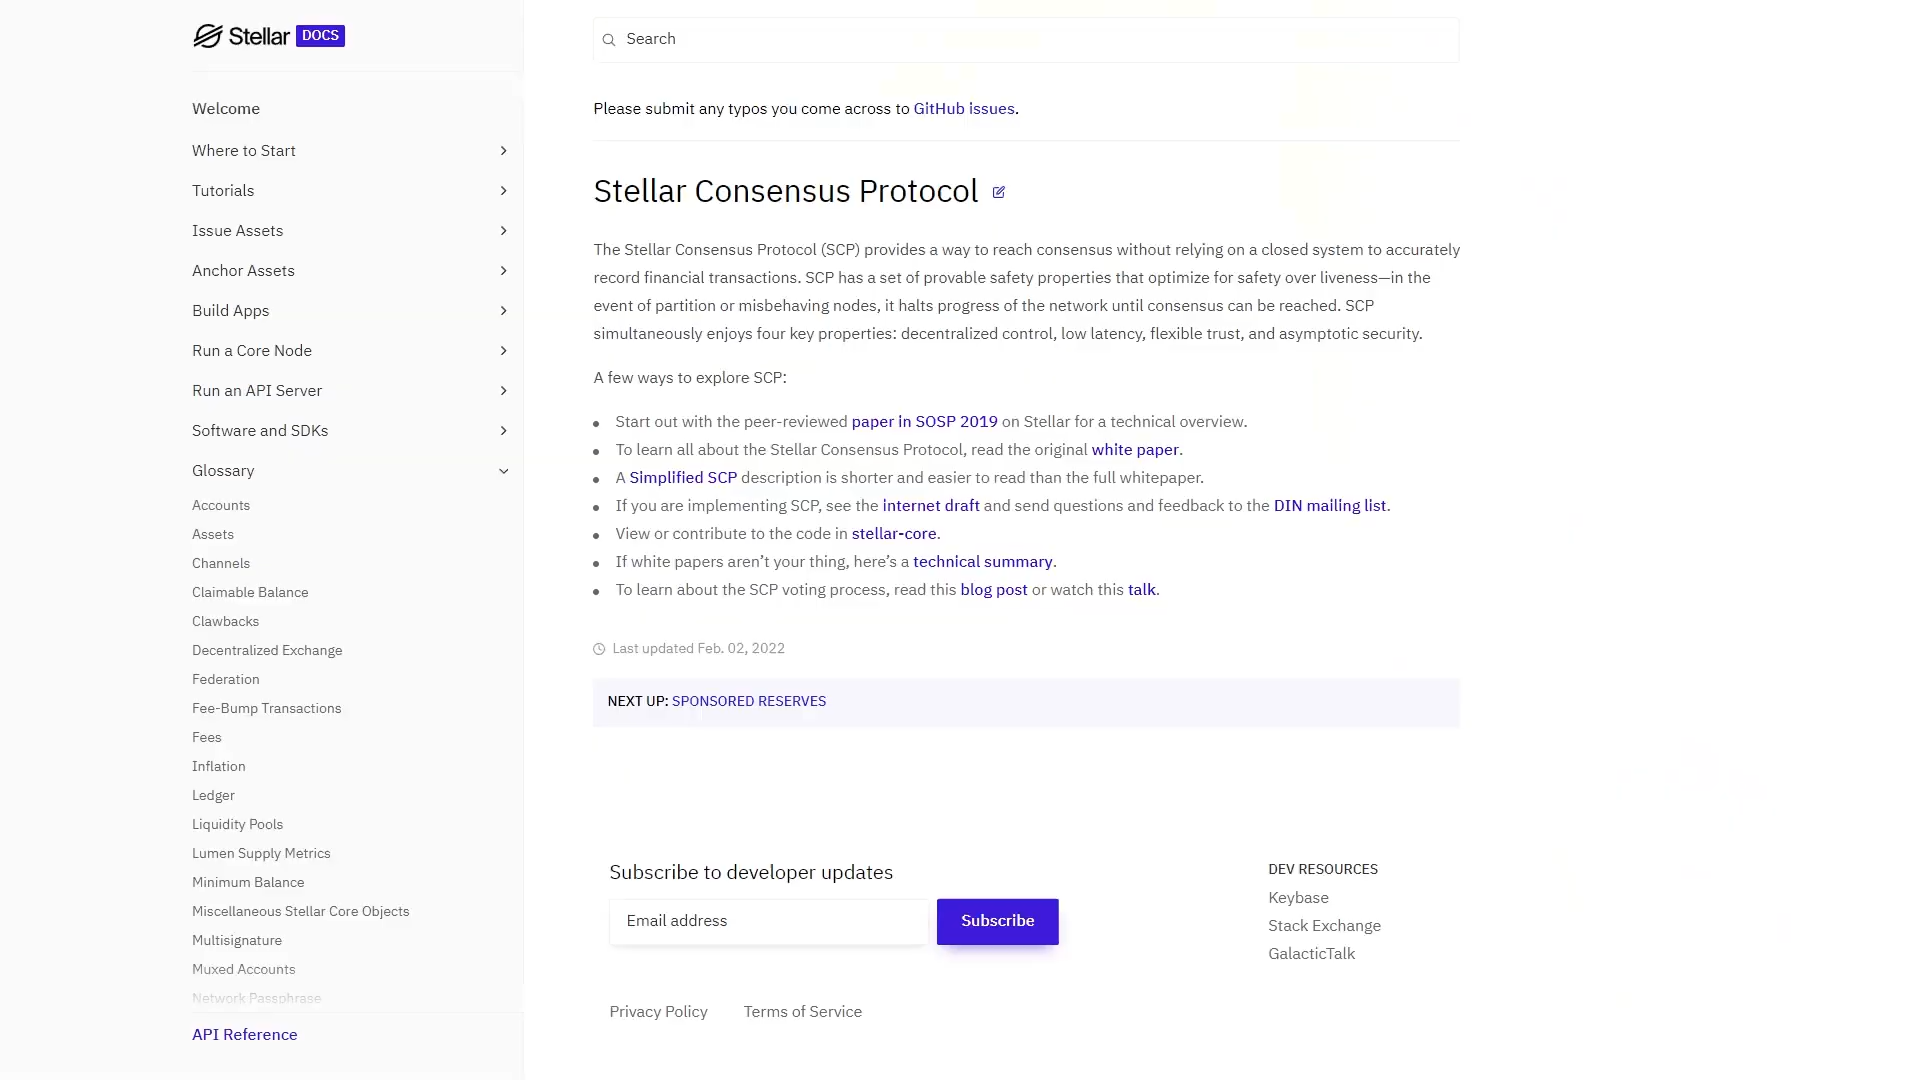 Stellar DOCS
Welcome
Where to Start
Tutorials
Issue Assets
Anchor Assets
Build Apps
Run a Core Node
Run an API Server
Software and SDKs
Glossary
Accounts
Assets
Channels
Claimable Balance
Clawbacks
Decentralized Exchange
Federation
Fee-Bump Transactions
Fees
Inflation
Ledger
Liquidity Pools
Lumen Supply Metrics
Minimum Balance
Miscellaneous Stellar Core Objects
Multisignature
Muxed Accounts
Network Passphrase
API Reference
Search
Please submit any typos you come across to GitHub issues.
Stellar Consensus Protocol
The Stellar Consensus Protocol (SCP) provides a way to reach consensus without relying on a closed system to accurately
record financial transactions. SCP has a set of provable safety properties that optimize for safety over liveness—in the
event of partition or misbehaving nodes, it halts progress of the network until consensus can be reached. SCP
simultaneously enjoys four key properties: decentralized control, low latency, flexible trust, and asymptotic security.
A few ways to explore SCP:
Start out with the peer-reviewed paper in SOSP 2019 on Stellar for a technical overview.
To learn all about the Stellar Consensus Protocol, read the original white paper.
A Simplified SCP description is shorter and easier to read than the full whitepaper.
If you are implementing SCP, see the internet draft and send questions and feedback to the DIN mailing list.
View or contribute to the code in stellar-core.
If white papers aren’t your thing, here’s a technical summary.
To learn about the SCP voting process, read this blog post or watch this talk.
Last updated Feb. 02, 2022
NEXT UP: SPONSORED RESERVES
Subscribe to developer updates
Email address
Subscribe
DEV RESOURCES
Keybase
Stack Exchange
GalacticTalk
Privacy Policy
Terms of Service